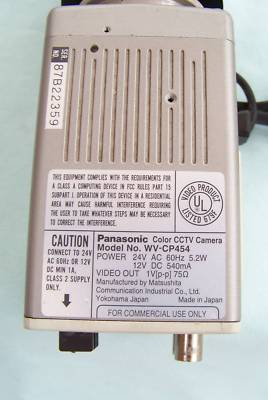 SER. NO. 87B22359
THIS EQUIPMENT COMPLIES WITH THE REQUIREMENTS FOR
A CLASS A COMPUTING DEVICE IN FCC RULES PART 15
SUBPART J. OPERATION OF THIS DEVICE IN A RESIDENTIAL
AREA MAY CAUSE HARMFUL INTERFERENCE REQUIRING
THE USER TO TAKE WHATEVER STEPS MAY BE NECESSARY
TO CORRECT THE INTERFERENCE.
VIDEO PRODUCT
UL
LISTED 67DF
CAUTION
CONNECT TO 24V
AC 60Hz OR 12V
DC MIN 1A,
CLASS 2 SUPPLY
ONLY.
Panasonic Color CCTV Camera
Model No. WV-CP454
POWER 24V AC 60Hz 5.2W
12V DC 540mA
VIDEO OUT 1V[p-p] 75Ω
Manufactured by Matsushita
Communication Industrial Co., Ltd.
Yokohama Japan Made in Japan
FOR COMMERCIAL USE ONLY